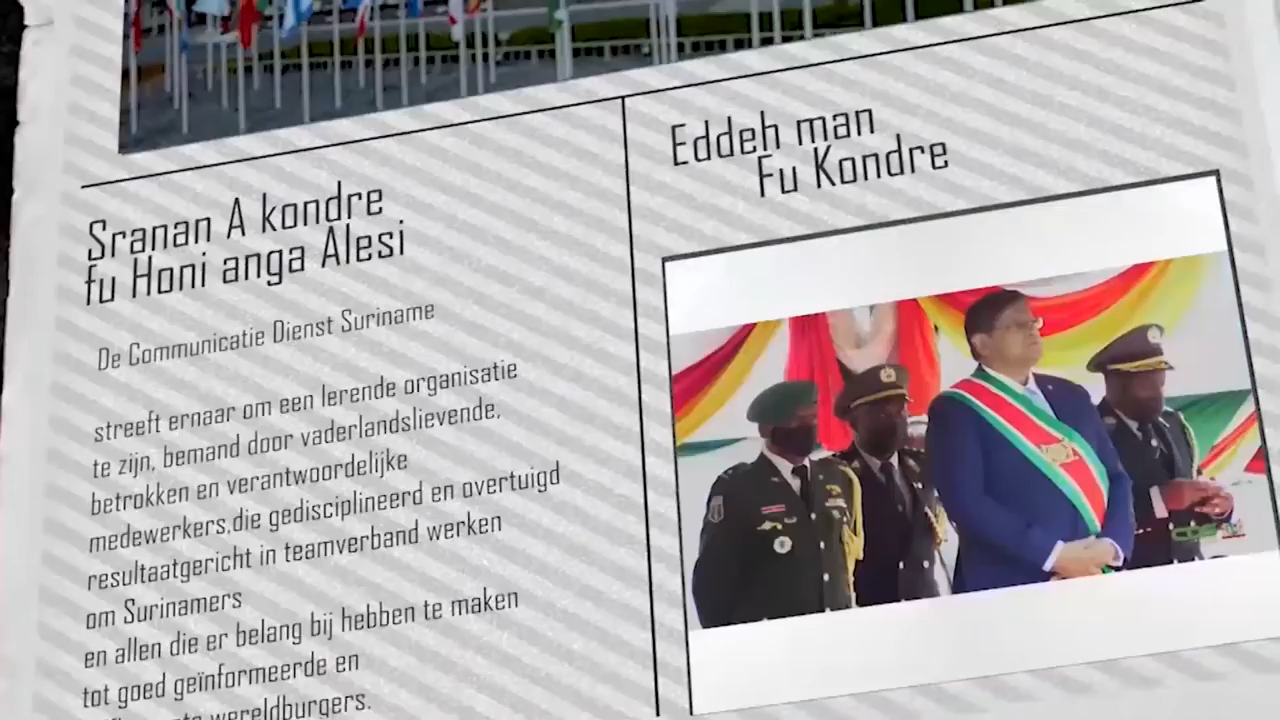 Sranan A kondre
fu Honi anga Alesi
De Communicatie Dienst Suriname
streeft ernaar om een lerende organisatie
te zijn, bemand door vaderlandslievende,
betrokken en verantwoordelijke
medewerkers,die gedisciplineerd en overtuigd
resultaatgericht in teamverband werken
om Surinamers
en allen die er belang bij hebben te maken
tot goed geïnformeerde en
wereldburgers.
Eddeh man
Fu Kondre